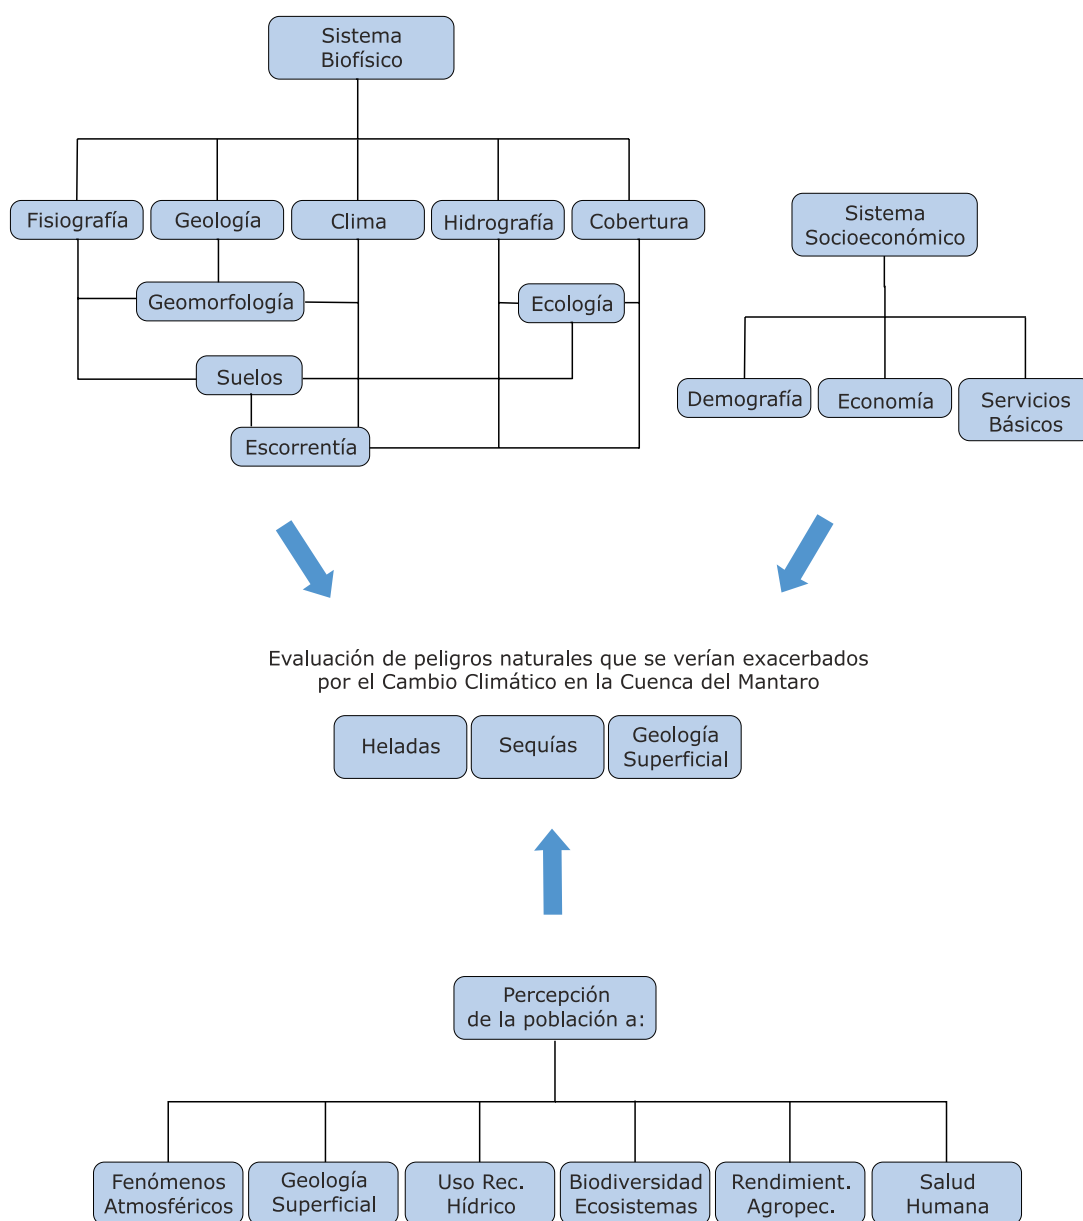 Sistema
Biofísico
Fisiografía
Geología
Clima
Hidrografía
Cobertura
Geomorfología
Ecología
Suelos
Escorrentía
Sistema
Socioeconómico
Demografía
Economía
Servicios
Básicos
Evaluación de peligros naturales que se verían exacerbados
por el Cambio Climático en la Cuenca del Mantaro
Heladas
Sequías
Geología
Superficial
Percepción
de la población a:
Fenómenos
Atmosféricos
Geología
Superficial
Uso Rec.
Hídrico
Biodiversidad
Ecosistemas
Rendimient.
Agropec.
Salud
Humana